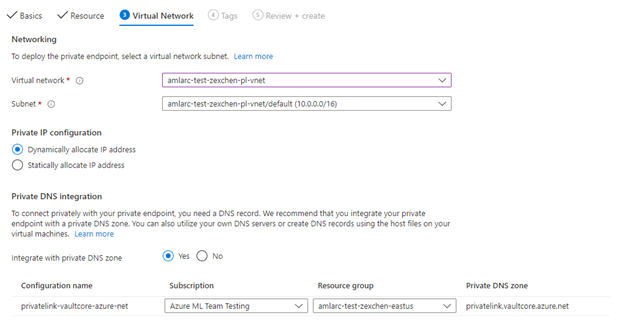 Basics Resource 3 Virtual Network 4 Tags 5 Review + create
Networking
To deploy the private endpoint, select a virtual network subnet. Learn more
Virtual network * amlarc-test-zexchen-pl-vnet
Subnet * amlarc-test-zexchen-pl-vnet/default (10.0.0.0/16)
Private IP configuration
Dynamically allocate IP address
Statically allocate IP address
Private DNS integration
To connect privately with your private endpoint, you need a DNS record. We recommend that you integrate your private
endpoint with a private DNS zone. You can also utilize your own DNS servers or create DNS records using the host files on your
virtual machines. Learn more
Integrate with private DNS zone Yes No
Configuration name Subscription Resource group Private DNS zone
privatelink-vaultcore-azure-net Azure ML Team Testing amlarc-test-zexchen-eastus privatelink.vaultcore.azure.net